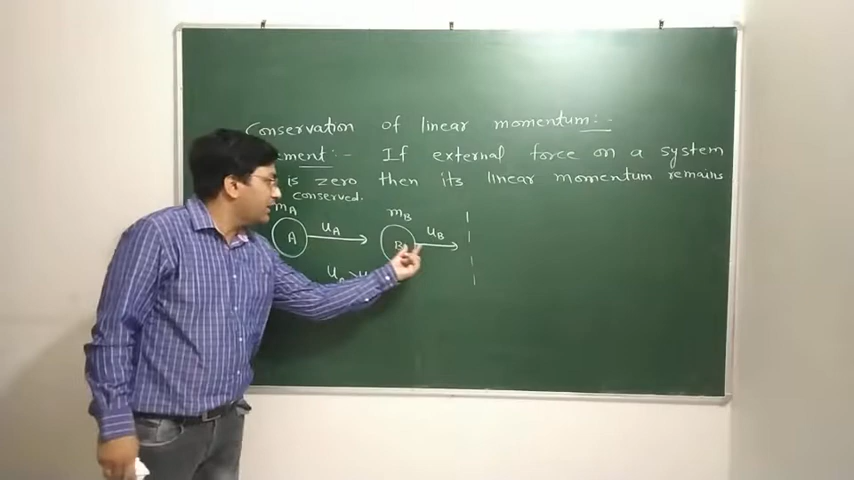 Conservation of linear momentum :-
ement :- If external force on a system
is zero then its linear momentum remains
conserved.
mA mB
A uA B uB
uA >